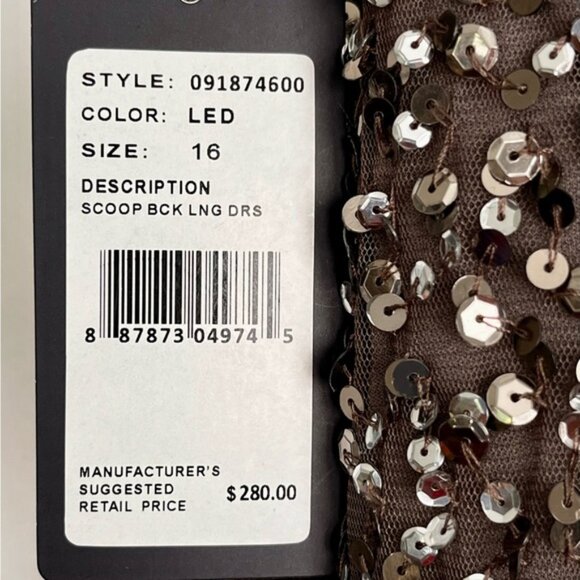 STYLE: 091874600
COLOR: LED
SIZE: 16
DESCRIPTION
SCOOP BCK LNG DRS
8 87873 04974 5
MANUFACTURER'S
SUGGESTED
RETAIL PRICE $280.00